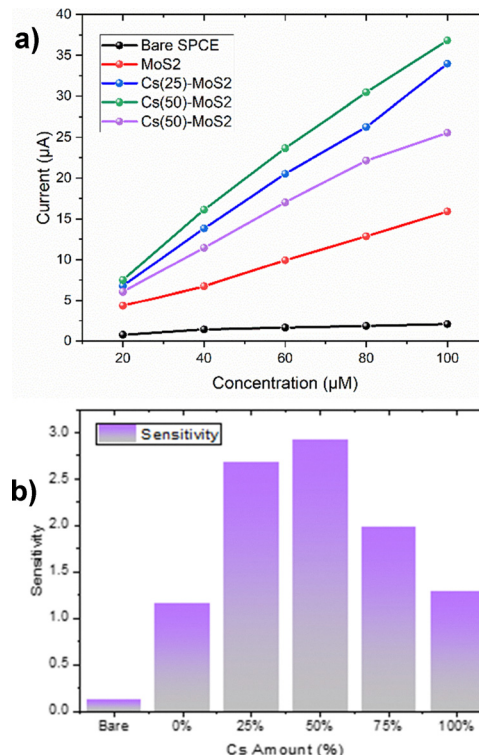 a)
40
35
30
25
20
15
10
5
0
Current (µA)
Bare SPCE
MoS2
Cs(25)-MoS2
Cs(50)-MoS2
Cs(50)-MoS2
20 40 60 80 100
Concentration (µM)
b)
3.0
2.5
2.0
1.5
1.0
0.5
0.0
Sensitivity
Sensitivity
Bare 0% 25% 50% 75% 100%
Cs Amount (%)